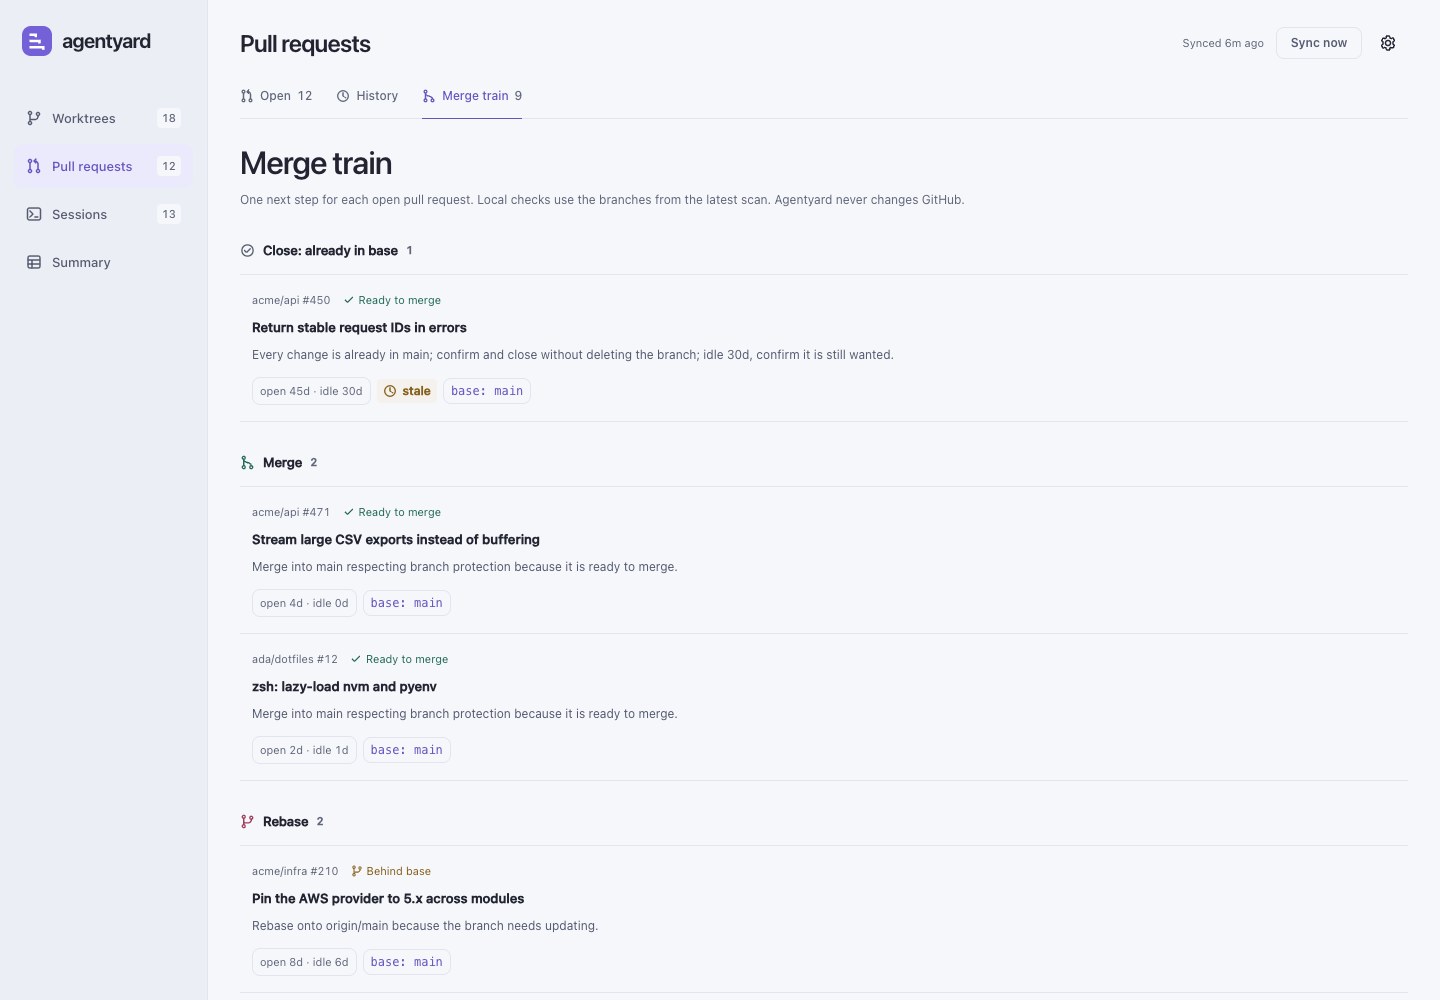 agentyard
Worktrees 18
Pull requests 12
Sessions 13
Summary
Pull requests
Synced 6m ago
Sync now
Open 12
History
Merge train 9
Merge train
One next step for each open pull request. Local checks use the branches from the latest scan. Agentyard never changes GitHub.
Close: already in base 1
acme/api #450 Ready to merge
Return stable request IDs in errors
Every change is already in main; confirm and close without deleting the branch; idle 30d, confirm it is still wanted.
open 45d · idle 30d stale base: main
Merge 2
acme/api #471 Ready to merge
Stream large CSV exports instead of buffering
Merge into main respecting branch protection because it is ready to merge.
open 4d · idle 0d base: main
ada/dotfiles #12 Ready to merge
zsh: lazy-load nvm and pyenv
Merge into main respecting branch protection because it is ready to merge.
open 2d · idle 1d base: main
Rebase 2
acme/infra #210 Behind base
Pin the AWS provider to 5.x across modules
Rebase onto origin/main because the branch needs updating.
open 8d · idle 6d base: main